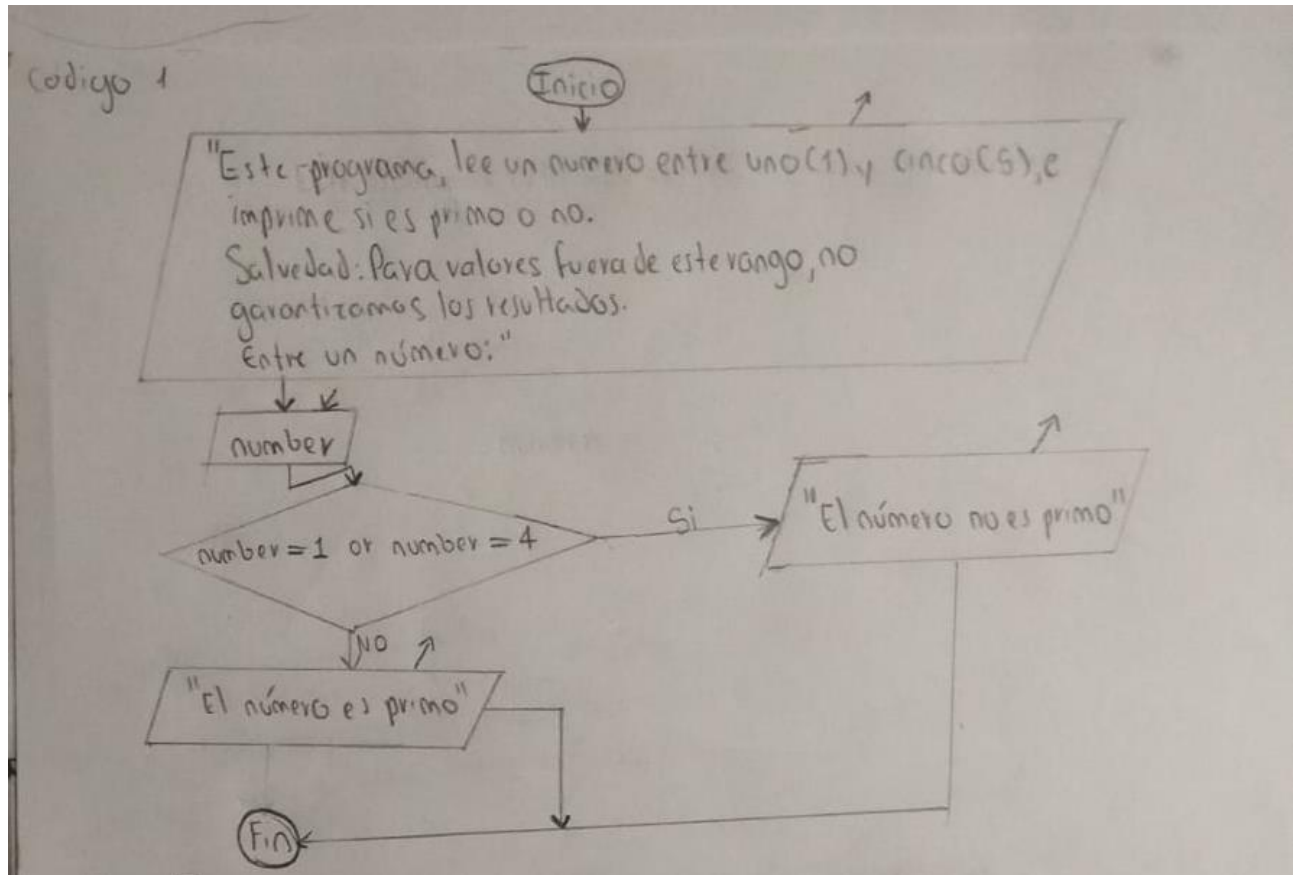 Código 1
Inicio
"Este programa, lee un numero entre uno(1) y cinco(5), e
imprime si es primo o no.
Salvedad: Para valores fuera de este rango, no
garantizamos los resultados.
Entre un número:"
number
number = 1 or number = 4
Si
"El número no es primo"
NO
"El número es primo"
Fin